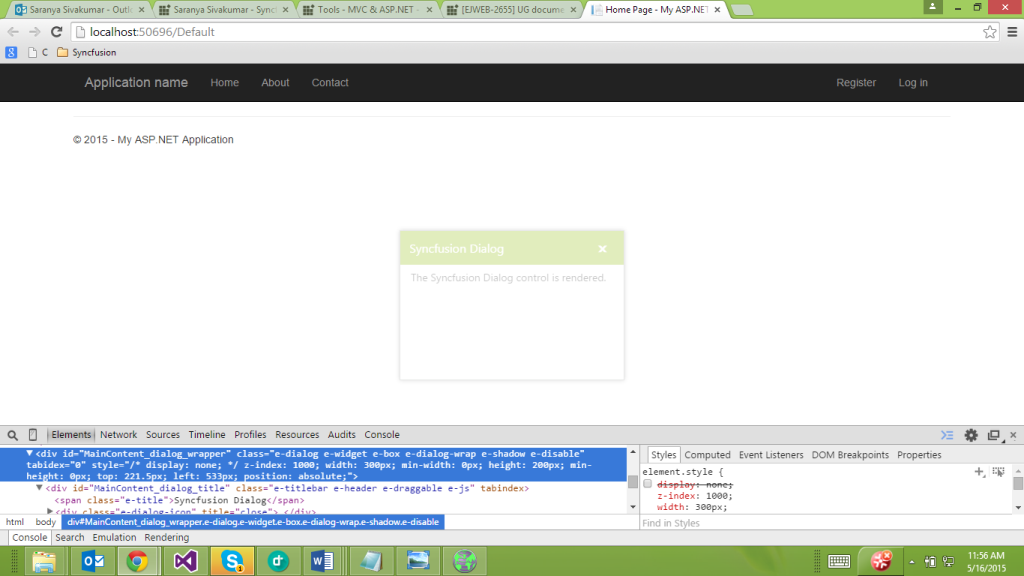 Saranya Sivakumar - Outl
Saranya Sivakumar - Sync
Tools - MVC & ASP.NET -
[EJWEB-2655] UG docume
Home Page - My ASP.NET
localhost:50696/Default
8 C Syncfusion
Application name Home About Contact Register Log in
© 2015 - My ASP.NET Application
Syncfusion Dialog
The Syncfusion Dialog control is rendered.
Elements Network Sources Timeline Profiles Resources Audits Console
<div id="MainContent_dialog_wrapper" class="e-dialog e-widget e-box e-dialog-wrap e-shadow e-disable"
tabidex="0" style="/* display: none; */ z-index: 1000; width: 300px; min-width: 0px; height: 200px; min-
height: 0px; top: 221.5px; left: 533px; position: absolute;">
<div id="MainContent_dialog_title" class="e-titlebar e-header e-draggable e-js" tabindex>
<span class="e-title">Syncfusion Dialog</span>
<div class="e-dialog-icon" title="close"> </div>
html body div#MainContent_dialog_wrapper.e-dialog.e-widget.e-box.e-dialog-wrap.e-shadow.e-disable
Styles Computed Event Listeners DOM Breakpoints Properties
element.style {
display: none;
z-index: 1000;
width: 300px;
Find in Styles
Console Search Emulation Rendering
11:56 AM
5/16/2015